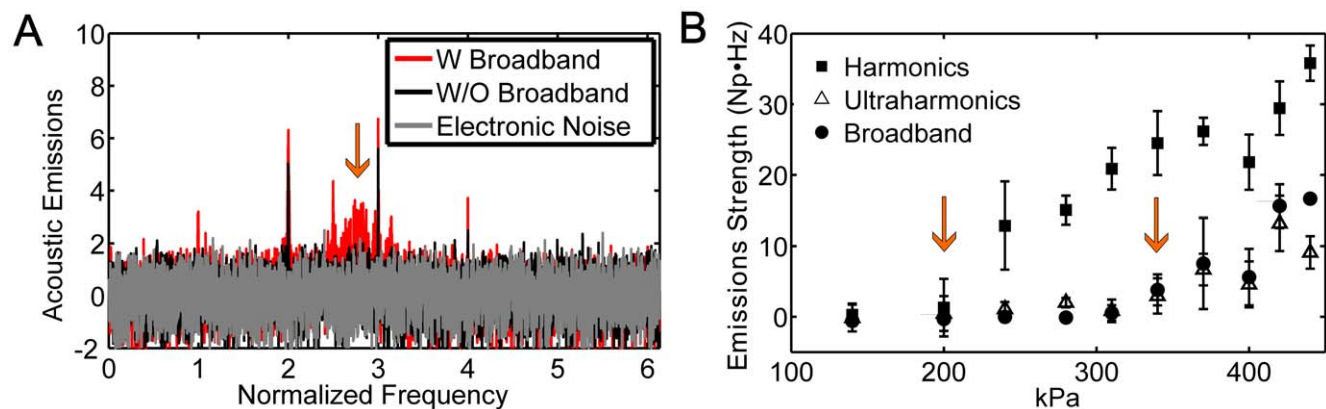 A
Acoustic Emissions
10
8
6
4
2
0
-2
W Broadband
W/O Broadband
Electronic Noise
0 1 2 3 4 5 6
Normalized Frequency
B
Emissions Strength (Np•Hz)
40
30
20
10
0
Harmonics
Ultraharmonics
Broadband
100 200 300 400
kPa